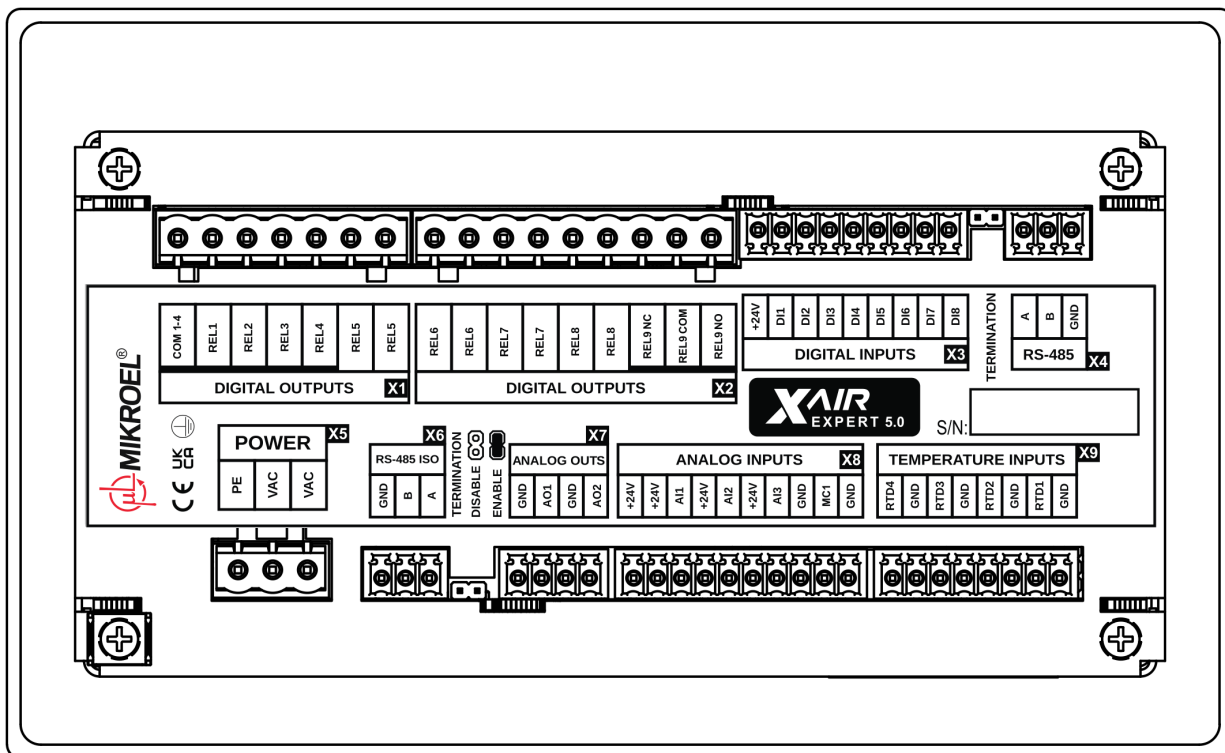 COM 1-4 REL1 REL2 REL3 REL4 REL5 REL5
DIGITAL OUTPUTS X1
REL6 REL6 REL7 REL7 REL8 REL8 REL9 NC REL9 COM REL9 NO
DIGITAL OUTPUTS X2
+24V DI1 DI2 DI3 DI4 DI5 DI6 DI7 DI8
DIGITAL INPUTS X3
TERMINATION
A B GND
RS-485 X4
MIKROEL®
XAIR
EXPERT 5.0
S/N:
CE UK CA
POWER X5
PE VAC VAC
RS-485 ISO X6
GND B A
TERMINATION
DISABLE
ENABLE
ANALOG OUTS X7
GND AO1 GND AO2
ANALOG INPUTS X8
+24V +24V AI1 +24V AI2 +24V AI3 GND MC1 GND
TEMPERATURE INPUTS X9
RTD4 GND RTD3 GND RTD2 GND RTD1 GND